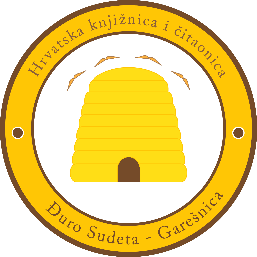 Hrvatska knjižnica i čitaonica
Đuro Sudeta - Garešnica